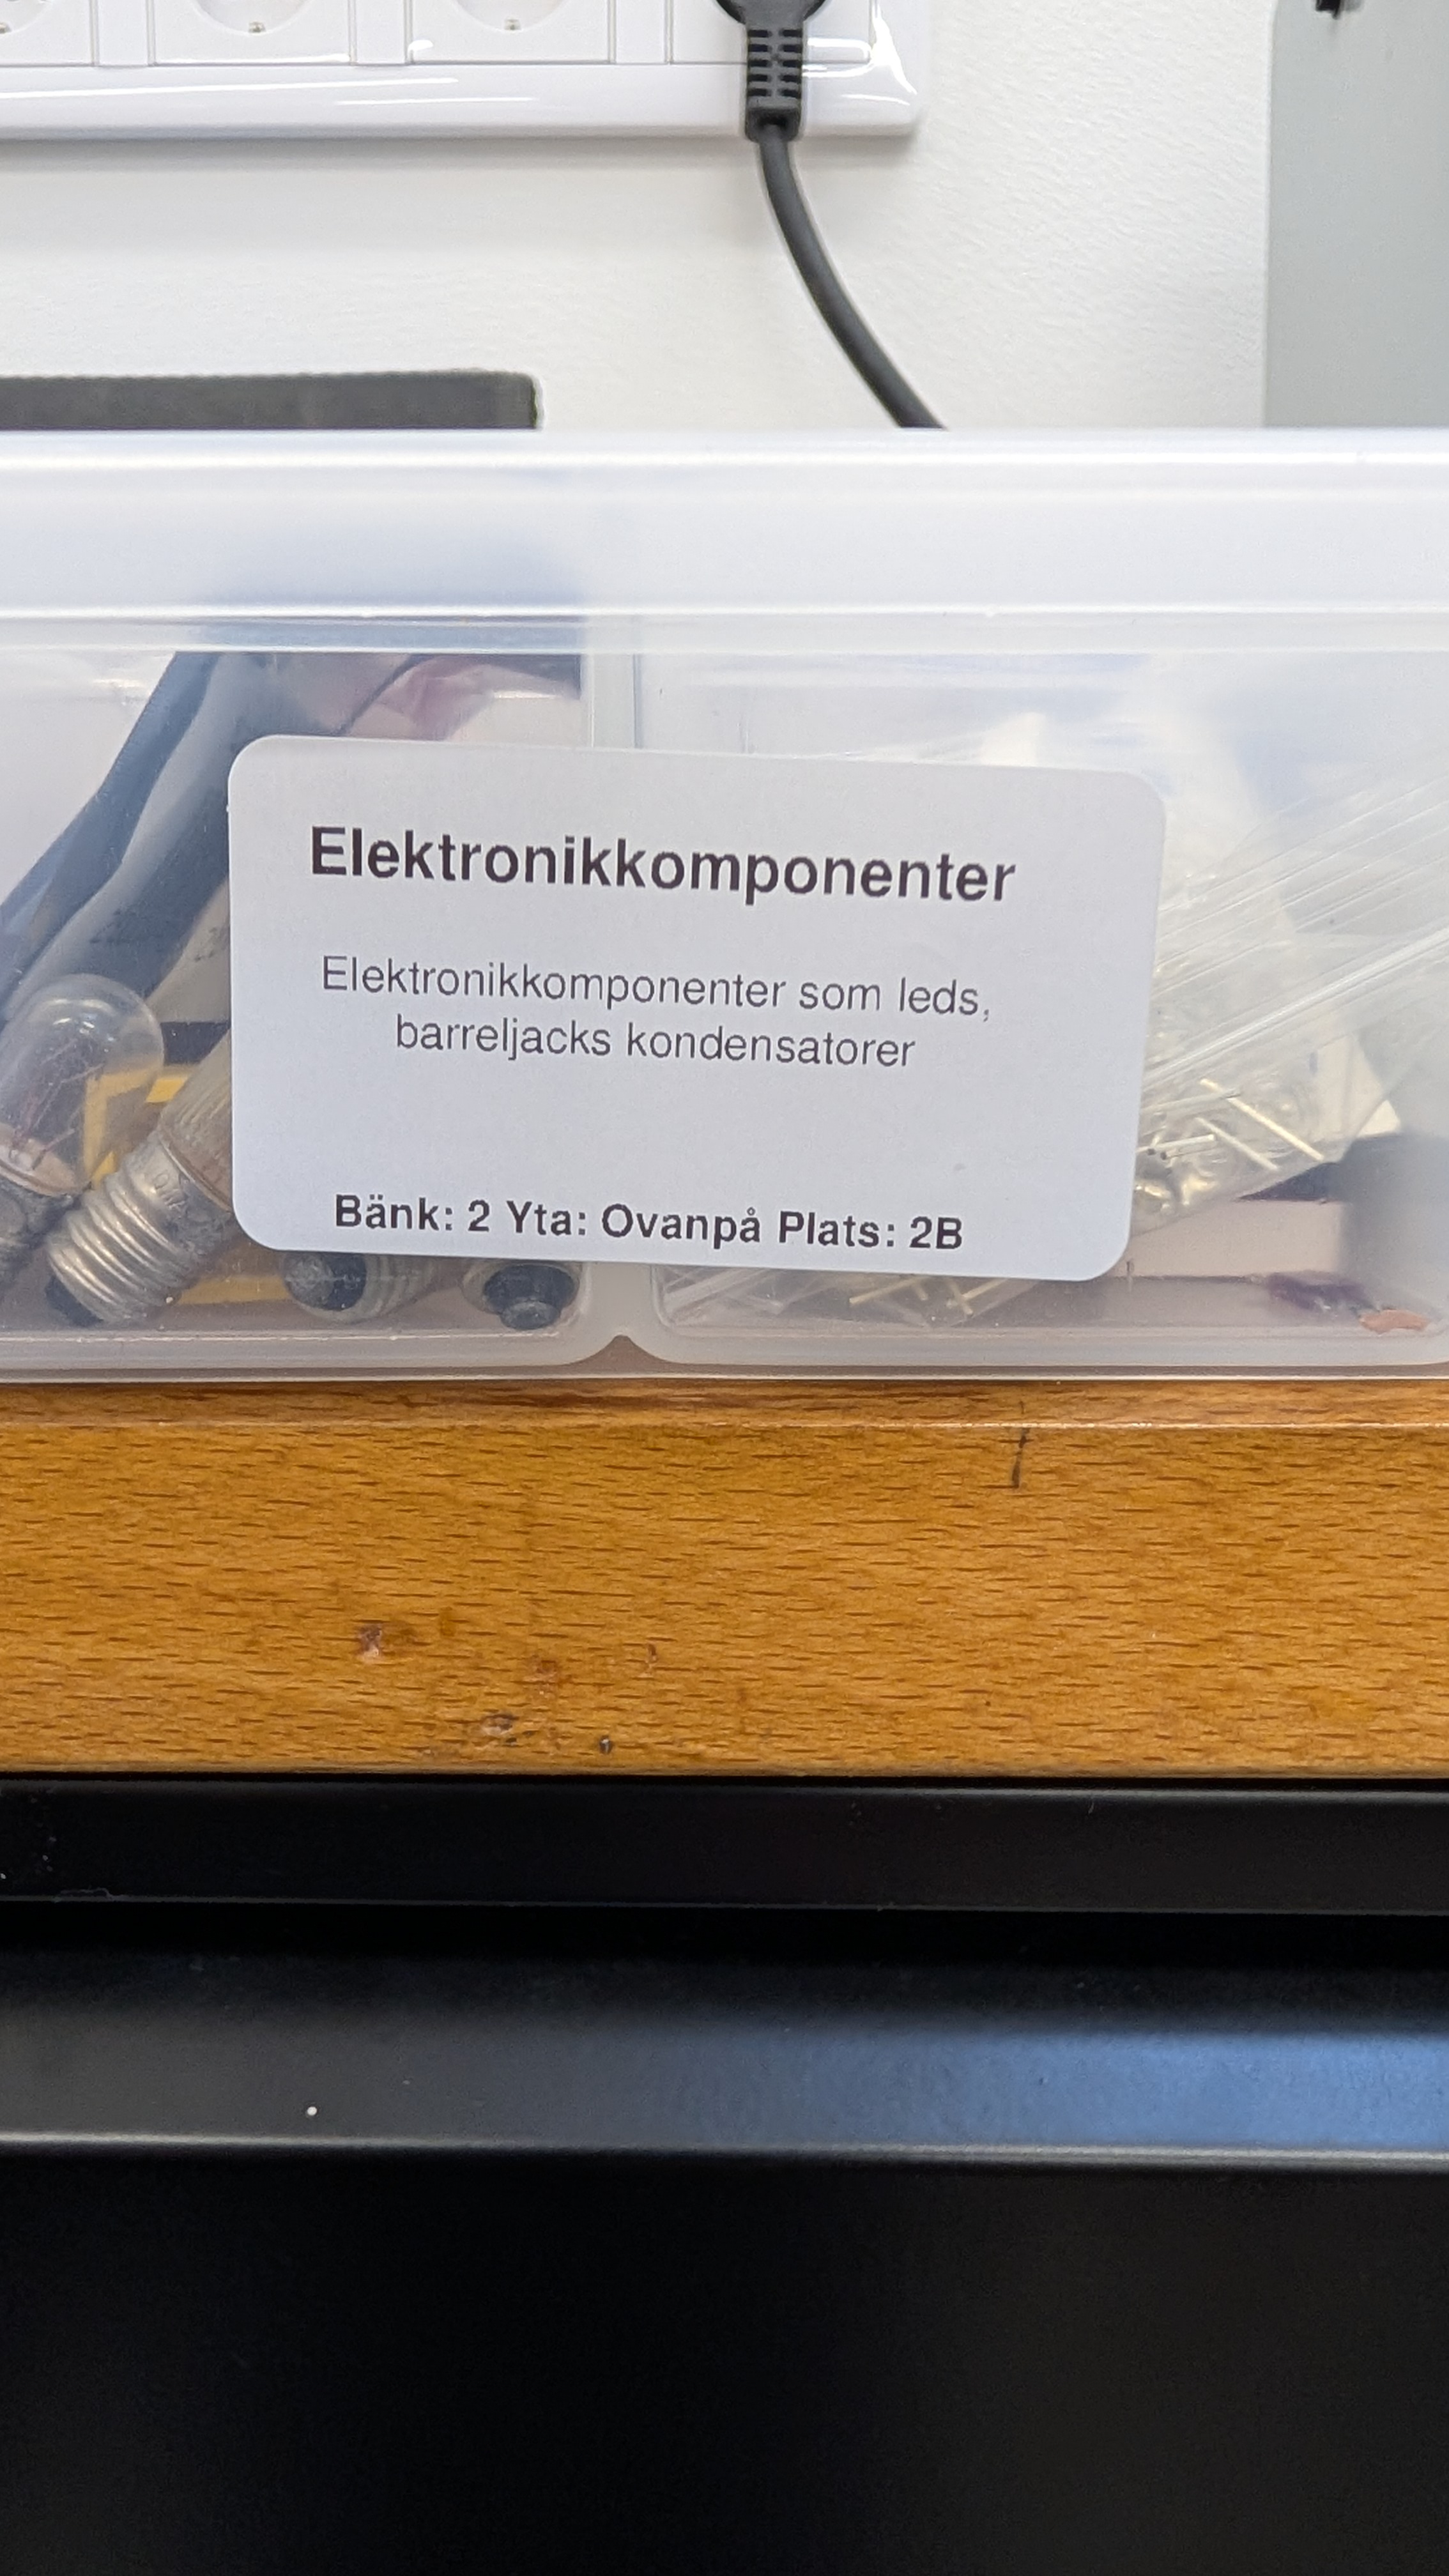 Elektronikkomponenter
Elektronikkomponenter som leds,
barreljacks kondensatorer
Bänk: 2 Yta: Ovanpå Plats: 2B